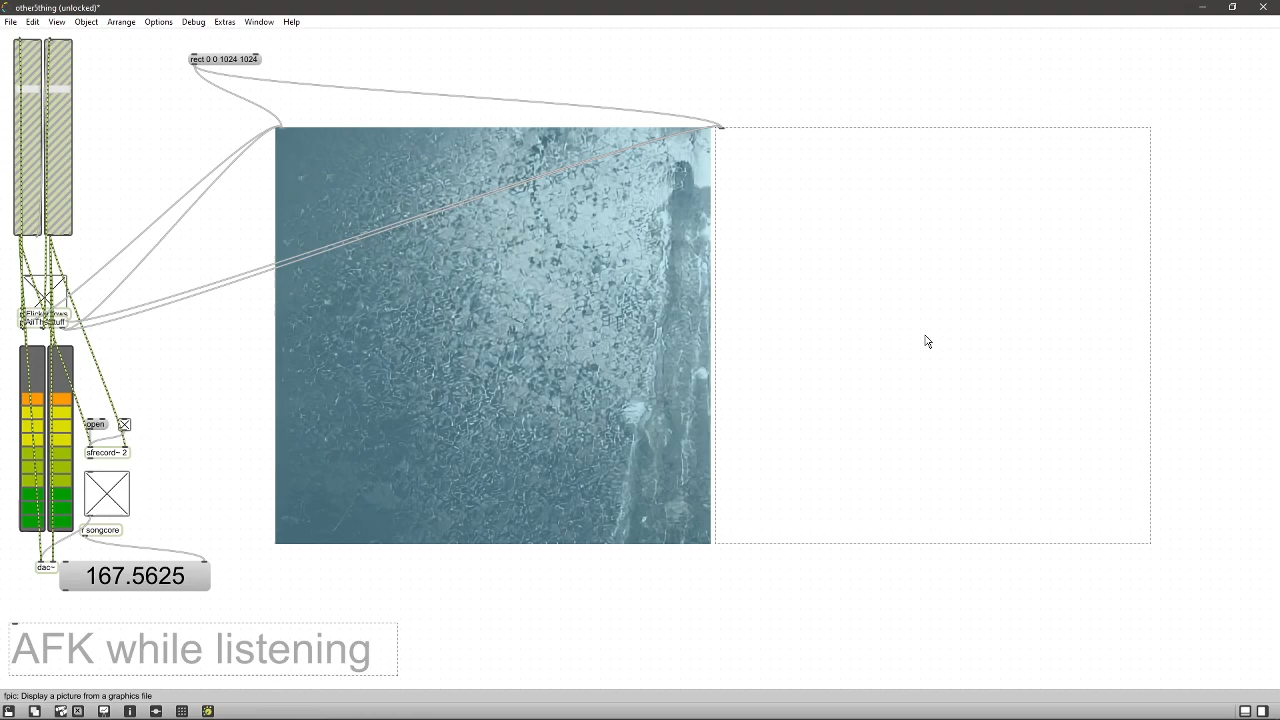 other5thing (unlocked)*
File Edit View Object Arrange Options Debug Extras Window Help
rect 0 0 1024 1024
open
sfrecord~ 2
r songcore
dac~
167.5625
AFK while listening
fpic: Display a picture from a graphics file